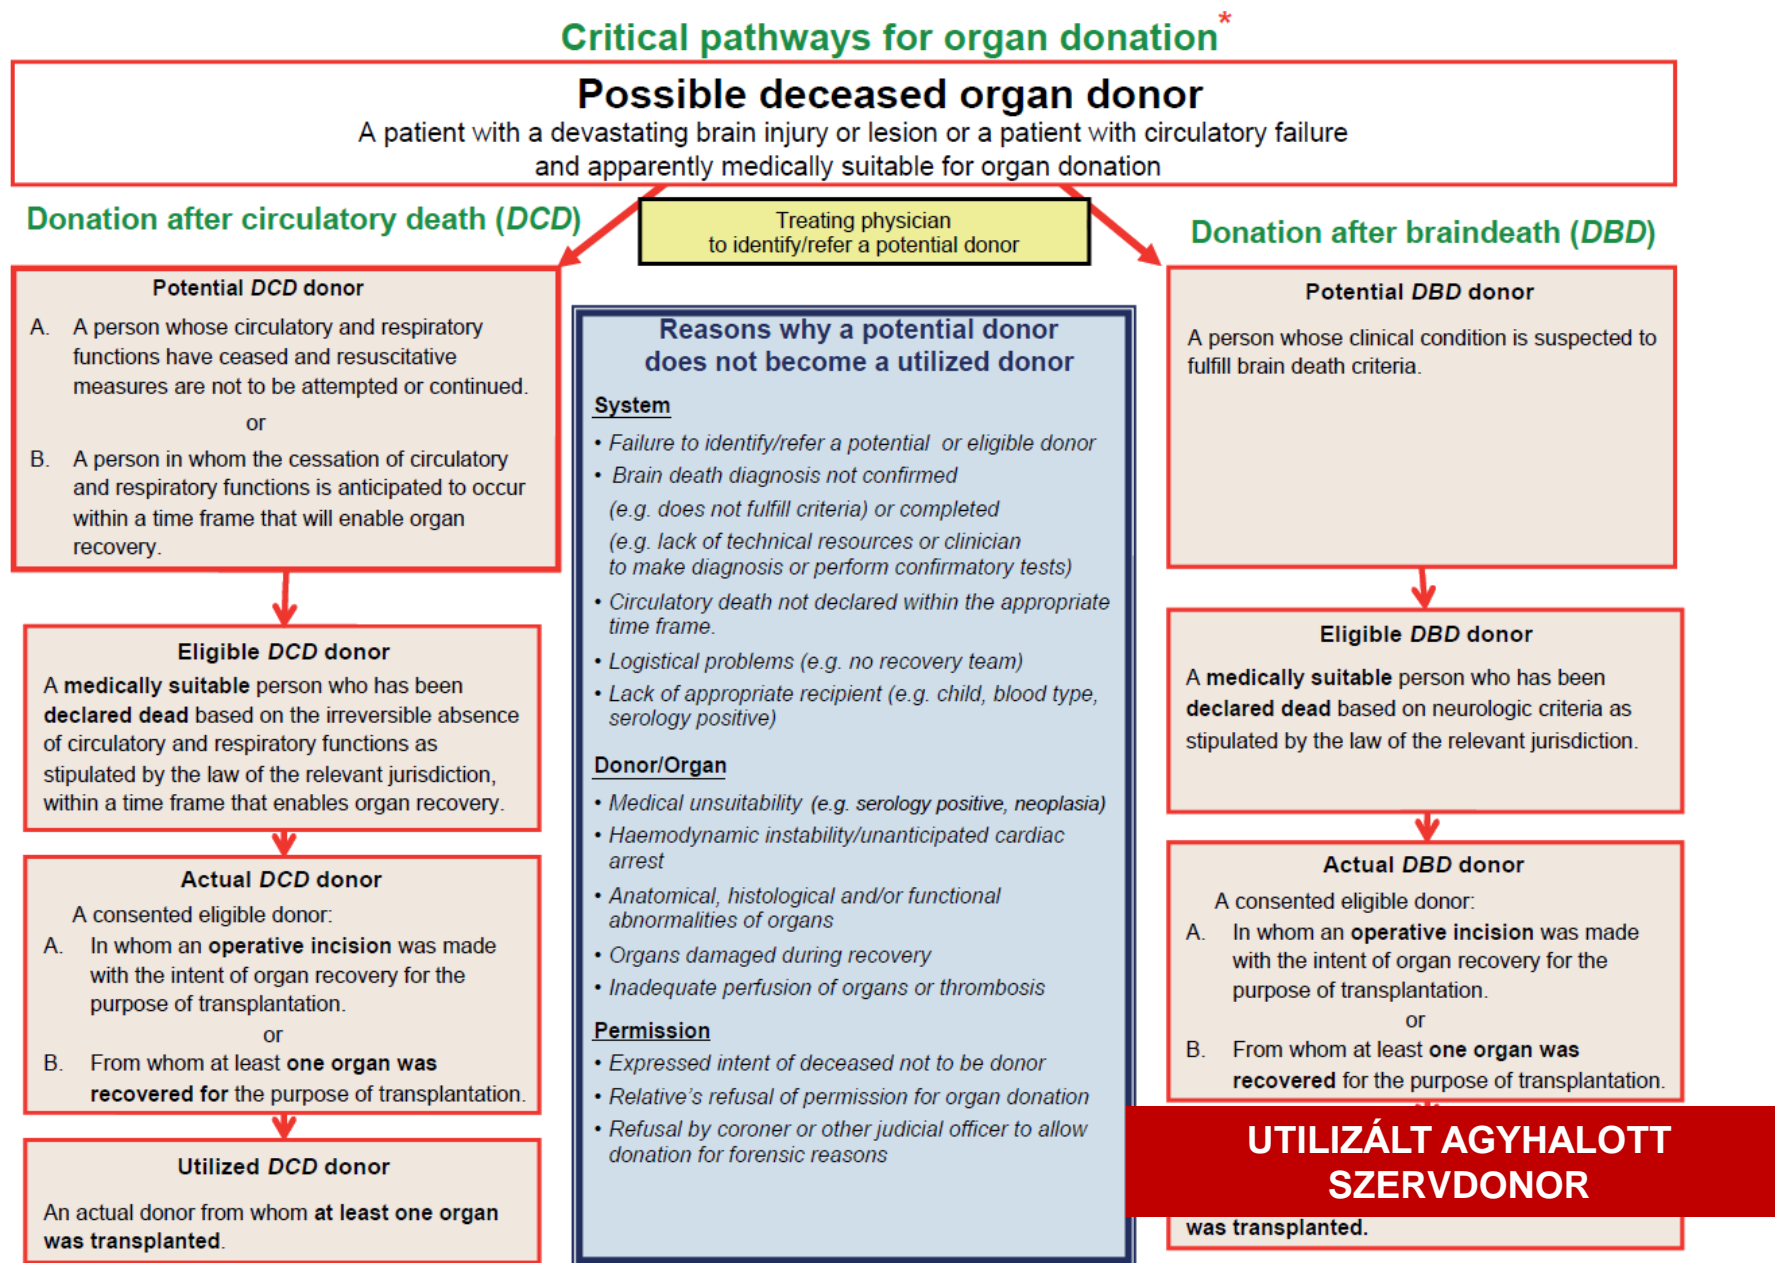 Critical pathways for organ donation*
Possible deceased organ donor
A patient with a devastating brain injury or lesion or a patient with circulatory failure
and apparently medically suitable for organ donation
Treating physician
to identify/refer a potential donor
Donation after circulatory death (DCD)
Potential DCD donor
A. A person whose circulatory and respiratory
functions have ceased and resuscitative
measures are not to be attempted or continued.
or
B. A person in whom the cessation of circulatory
and respiratory functions is anticipated to occur
within a time frame that will enable organ
recovery.
Eligible DCD donor
A medically suitable person who has been
declared dead based on the irreversible absence
of circulatory and respiratory functions as
stipulated by the law of the relevant jurisdiction,
within a time frame that enables organ recovery.
Actual DCD donor
A consented eligible donor:
A. In whom an operative incision was made
with the intent of organ recovery for the
purpose of transplantation.
or
B. From whom at least one organ was
recovered for the purpose of transplantation.
Utilized DCD donor
An actual donor from whom at least one organ
was transplanted.
Reasons why a potential donor
does not become a utilized donor
System
• Failure to identify/refer a potential or eligible donor
• Brain death diagnosis not confirmed
(e.g. does not fulfill criteria) or completed
(e.g. lack of technical resources or clinician
to make diagnosis or perform confirmatory tests)
• Circulatory death not declared within the appropriate
time frame.
• Logistical problems (e.g. no recovery team)
• Lack of appropriate recipient (e.g. child, blood type,
serology positive)
Donor/Organ
• Medical unsuitability (e.g. serology positive, neoplasia)
• Haemodynamic instability/unanticipated cardiac
arrest
• Anatomical, histological and/or functional
abnormalities of organs
• Organs damaged during recovery
• Inadequate perfusion of organs or thrombosis
Permission
• Expressed intent of deceased not to be donor
• Relative's refusal of permission for organ donation
• Refusal by coroner or other judicial officer to allow
donation for forensic reasons
Donation after braindeath (DBD)
Potential DBD donor
A person whose clinical condition is suspected to
fulfill brain death criteria.
Eligible DBD donor
A medically suitable person who has been
declared dead based on neurologic criteria as
stipulated by the law of the relevant jurisdiction.
Actual DBD donor
A consented eligible donor:
A. In whom an operative incision was made
with the intent of organ recovery for the
purpose of transplantation.
or
B. From whom at least one organ was
recovered for the purpose of transplantation.
UTILIZÁLT AGYHALOTT
SZERVDONOR
was transplanted.